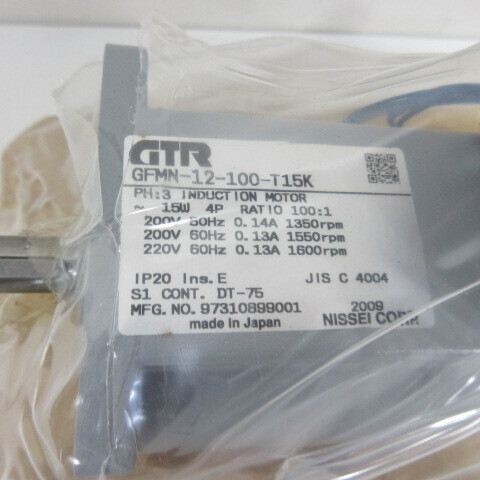 GTR
GFMN-12-100-T15K
PH:3 INDUCTION MOTOR
~ 15W 4P RATIO 100:1
200V 50Hz 0.14A 1350rpm
200V 60Hz 0.13A 1550rpm
220V 60Hz 0.13A 1600rpm
IP20 Ins.E JIS C 4004
S1 CONT. DT-75
MFG.NO.97310899001 2009
made in Japan NISSEI CORP.